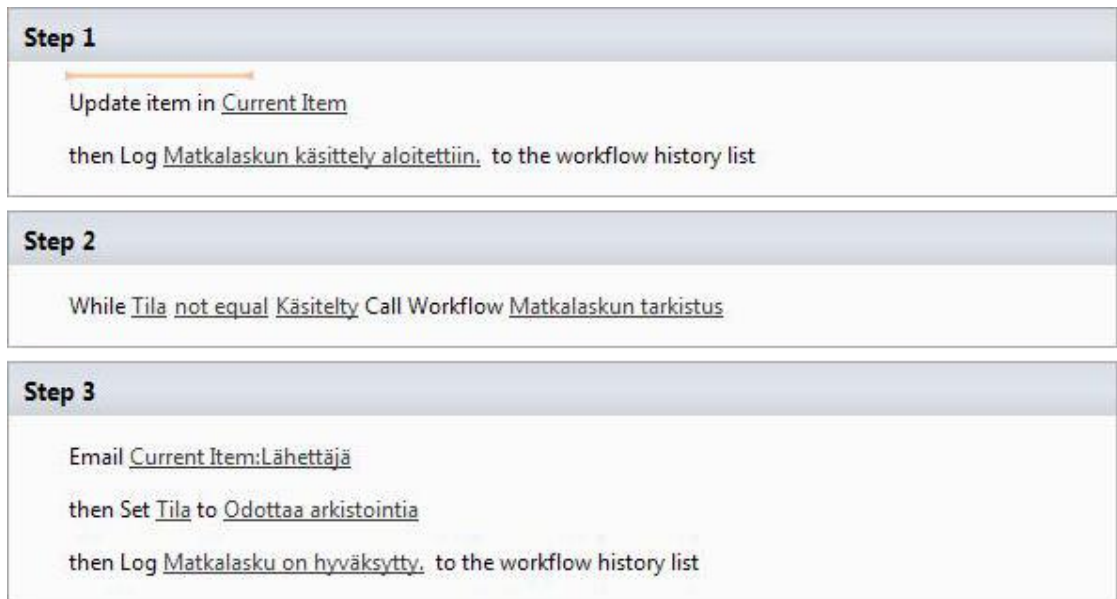 Step 1
Update item in Current Item
then Log Matkalaskun käsittely aloitettiin. to the workflow history list
Step 2
While Tila not equal Käsitelty Call Workflow Matkalaskun tarkistus
Step 3
Email Current Item:Lähettäjä
then Set Tila to Odottaa arkistointia
then Log Matkalasku on hyväksytty. to the workflow history list